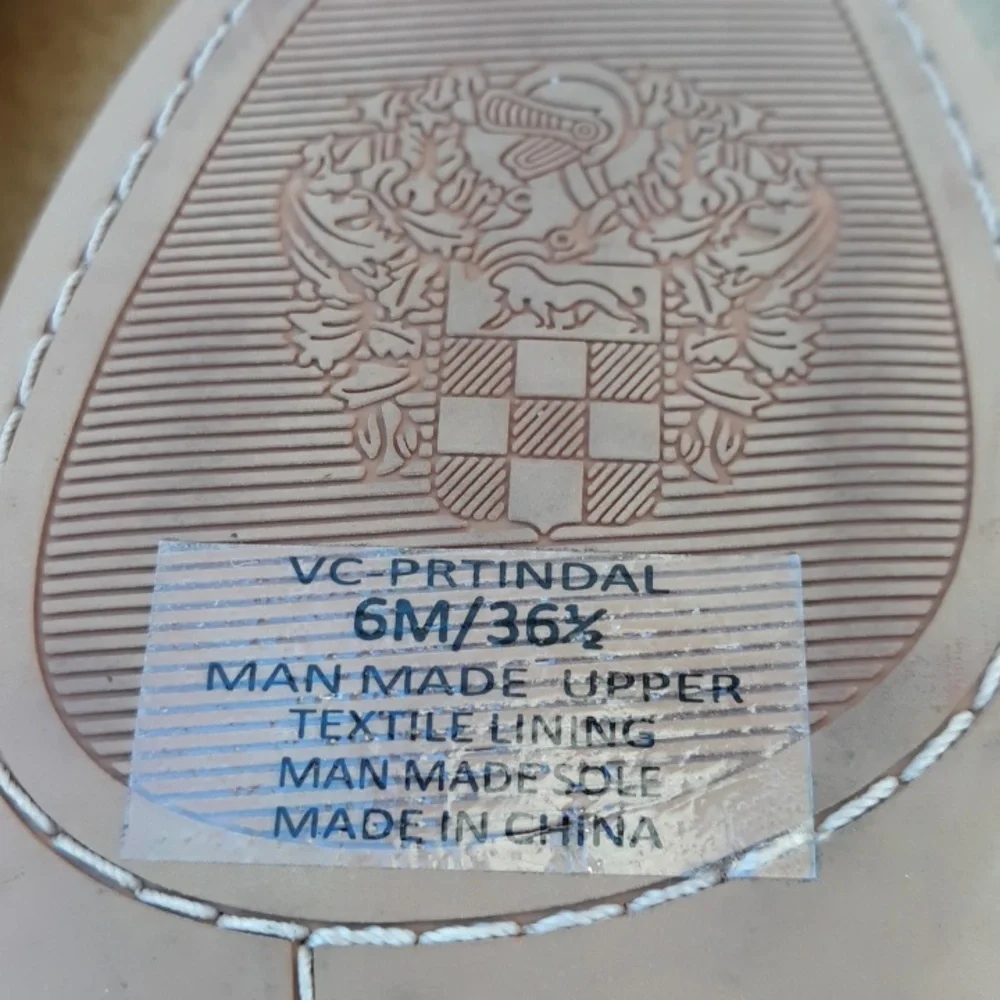 VC-PRTINDAL
6M/36½
MAN MADE UPPER
TEXTILE LINING
MAN MADE SOLE
MADE IN CHINA